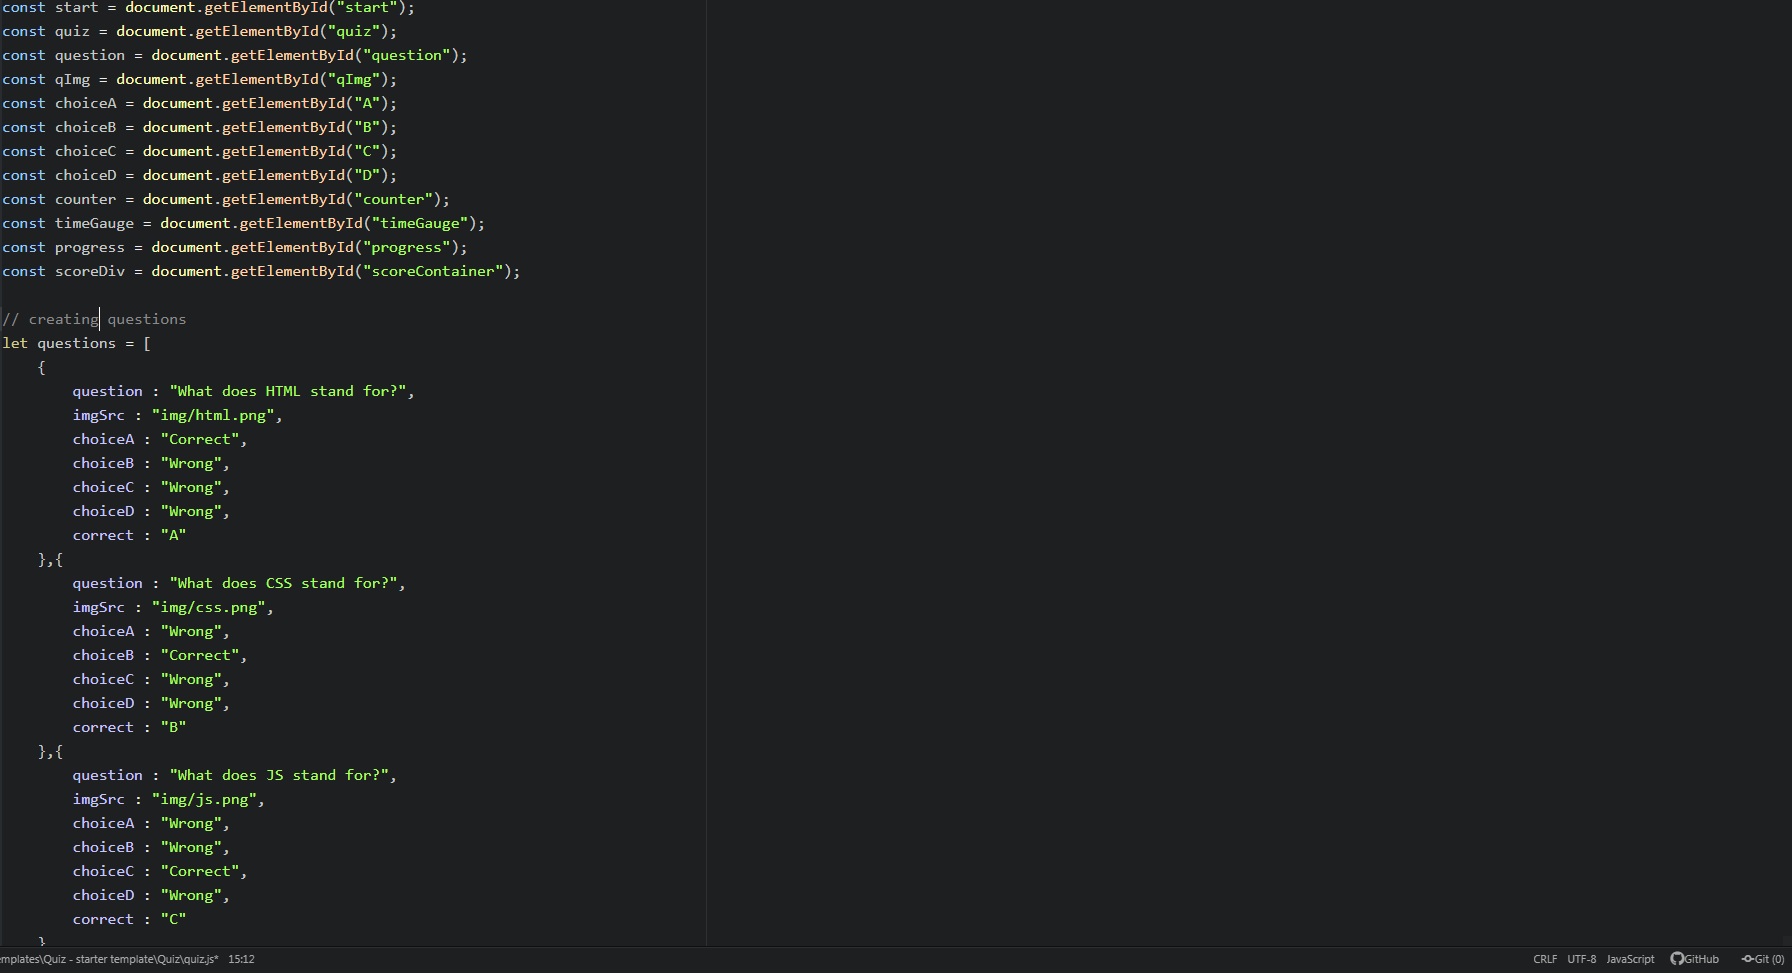 const start = document.getElementById("start");
const quiz = document.getElementById("quiz");
const question = document.getElementById("question");
const qImg = document.getElementById("qImg");
const choiceA = document.getElementById("A");
const choiceB = document.getElementById("B");
const choiceC = document.getElementById("C");
const choiceD = document.getElementById("D");
const counter = document.getElementById("counter");
const timeGauge = document.getElementById("timeGauge");
const progress = document.getElementById("progress");
const scoreDiv = document.getElementById("scoreContainer");
// creating questions
let questions = [
    {
        question : "What does HTML stand for?",
        imgSrc : "img/html.png",
        choiceA : "Correct",
        choiceB : "Wrong",
        choiceC : "Wrong",
        choiceD : "Wrong",
        correct : "A"
    },{
        question : "What does CSS stand for?",
        imgSrc : "img/css.png",
        choiceA : "Wrong",
        choiceB : "Correct",
        choiceC : "Wrong",
        choiceD : "Wrong",
        correct : "B"
    },{
        question : "What does JS stand for?",
        imgSrc : "img/js.png",
        choiceA : "Wrong",
        choiceB : "Wrong",
        choiceC : "Correct",
        choiceD : "Wrong",
        correct : "C"
    }
emplates\Quiz - starter template\Quiz\quiz.js* 15:12 CRLF UTF-8 JavaScript GitHub Git (0)